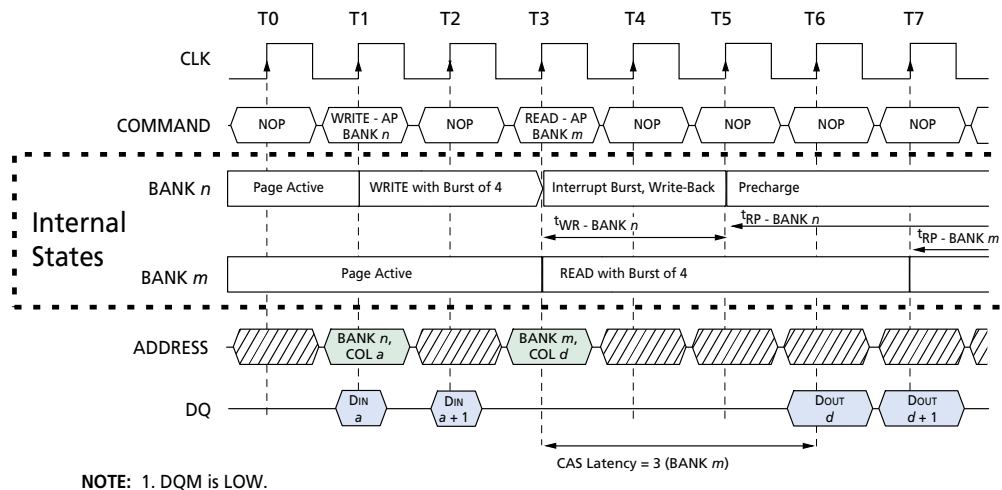 T0 T1 T2 T3 T4 T5 T6 T7
CLK
COMMAND NOP WRITE - AP NOP READ - AP NOP NOP NOP NOP
BANK n BANK m
BANK n Page Active WRITE with Burst of 4 Interrupt Burst, Write-Back Precharge
Internal
States
tWR - BANK n tRP - BANK n
tRP - BANK m
BANK m Page Active READ with Burst of 4
ADDRESS BANK n, BANK m,
COL a COL d
DQ DIN DIN DOUT DOUT
a a + 1 d d + 1
CAS Latency = 3 (BANK m)
NOTE: 1. DQM is LOW.